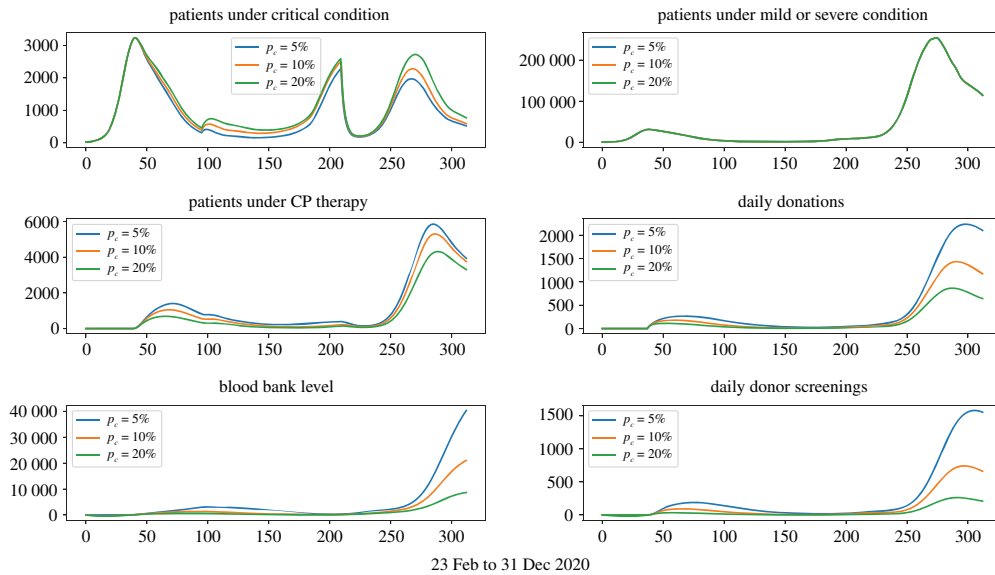 patients under critical condition
3000
2000
1000
0
p_c = 5%
p_c = 10%
p_c = 20%
0 50 100 150 200 250 300
patients under mild or severe condition
200 000
100 000
0
p_c = 5%
p_c = 10%
p_c = 20%
0 50 100 150 200 250 300
patients under CP therapy
6000
4000
2000
0
p_c = 5%
p_c = 10%
p_c = 20%
0 50 100 150 200 250 300
daily donations
2000
1500
1000
500
0
p_c = 5%
p_c = 10%
p_c = 20%
0 50 100 150 200 250 300
blood bank level
40 000
30 000
20 000
10 000
0
p_c = 5%
p_c = 10%
p_c = 20%
0 50 100 150 200 250 300
daily donor screenings
1500
1000
500
0
p_c = 5%
p_c = 10%
p_c = 20%
0 50 100 150 200 250 300
23 Feb to 31 Dec 2020